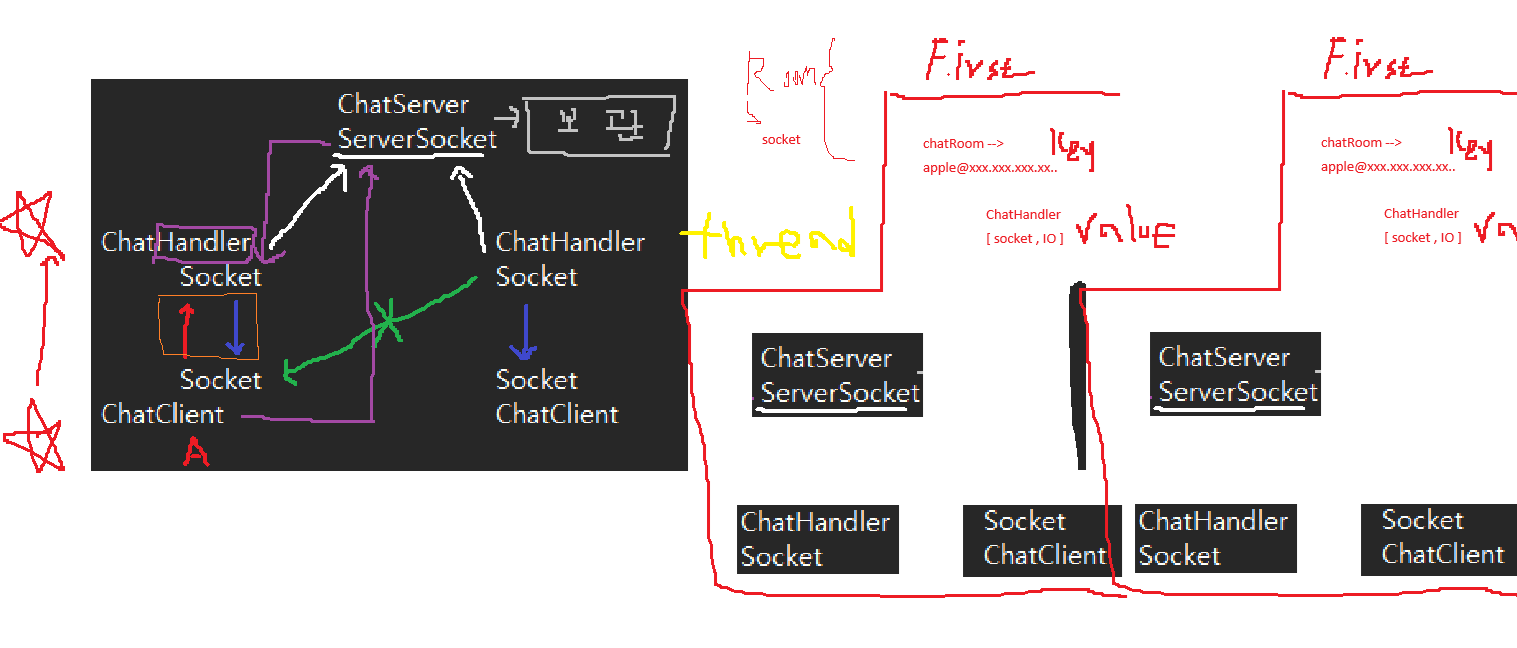 ChatServer
ServerSocket
보 관
ChatHandler
Socket
Socket
ChatClient
A
ChatHandler
Socket
Socket
ChatClient
thread
Room
socket
First
chatRoom -->
apple@xxx.xxx.xxx.xx..
Key
ChatHandler
[ socket , IO ]
Value
ChatServer
ServerSocket
ChatHandler
Socket
Socket
ChatClient
First
chatRoom -->
apple@xxx.xxx.xxx.xx..
Key
ChatHandler
[ socket , IO ]
Va
ChatServer
ServerSocket
ChatHandler
Socket
Socket
ChatClient